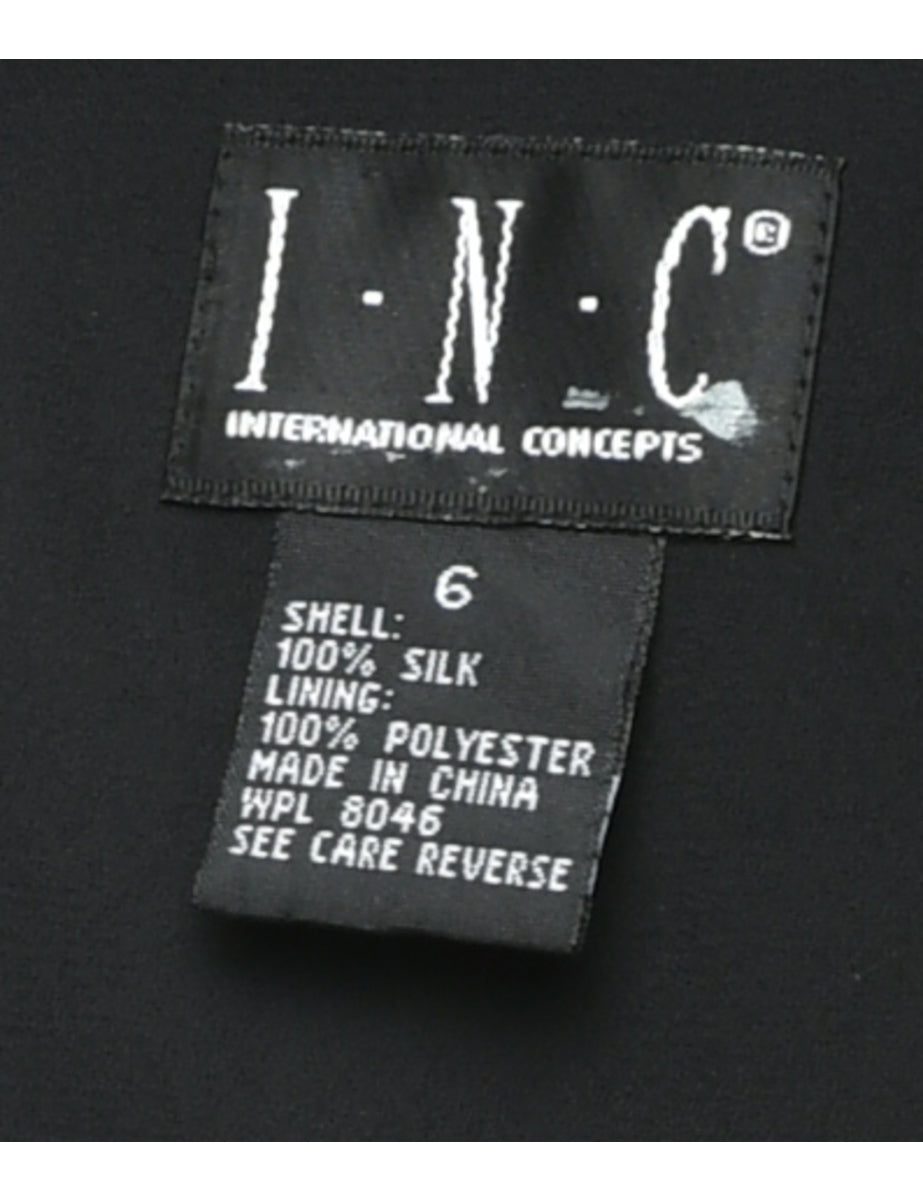 I·N·C®
INTERNATIONAL CONCEPTS
6
SHELL:
100% SILK
LINING:
100% POLYESTER
MADE IN CHINA
WPL 8046
SEE CARE REVERSE